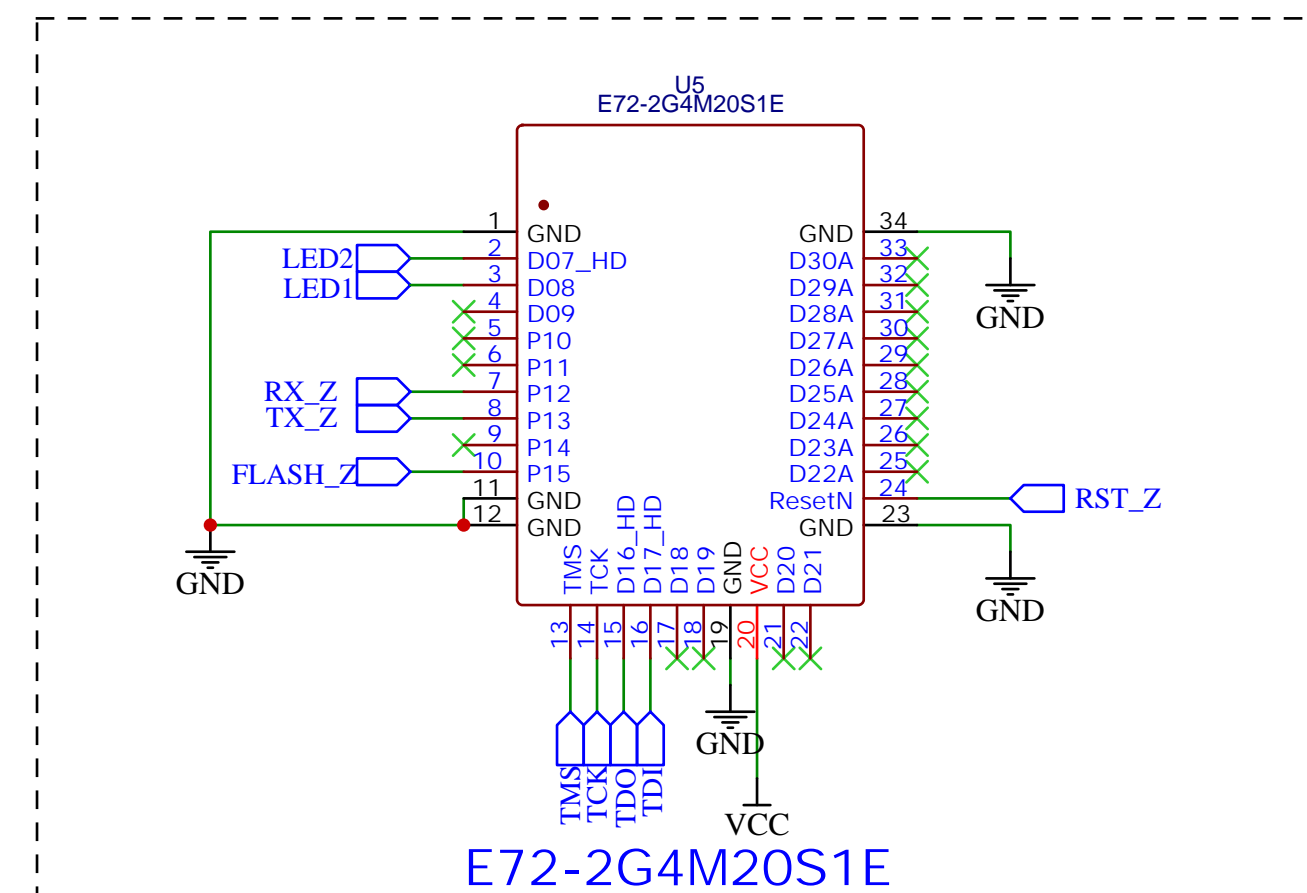 U5
E72-2G4M20S1E
1 GND
LED2 2 D07_HD
LED1 3 D08
4 D09
5 P10
6 P11
RX_Z 7 P12
TX_Z 8 P13
9 P14
FLASH_Z 10 P15
11 GND
12 GND
GND
GND 34
D30A 33
D29A 32
D28A 31
GND
D27A 30
D26A 29
D25A 28
D24A 27
D23A 26
D22A 25
ResetN 24 RST_Z
GND 23
GND
TMS 13 TMS
TCK 14 TCK
D16_HD 15 TDO
D17_HD 16 TDI
D18 17
D19 18
GND 19 GND
VCC 20 VCC
D20 21
D21 22
E72-2G4M20S1E